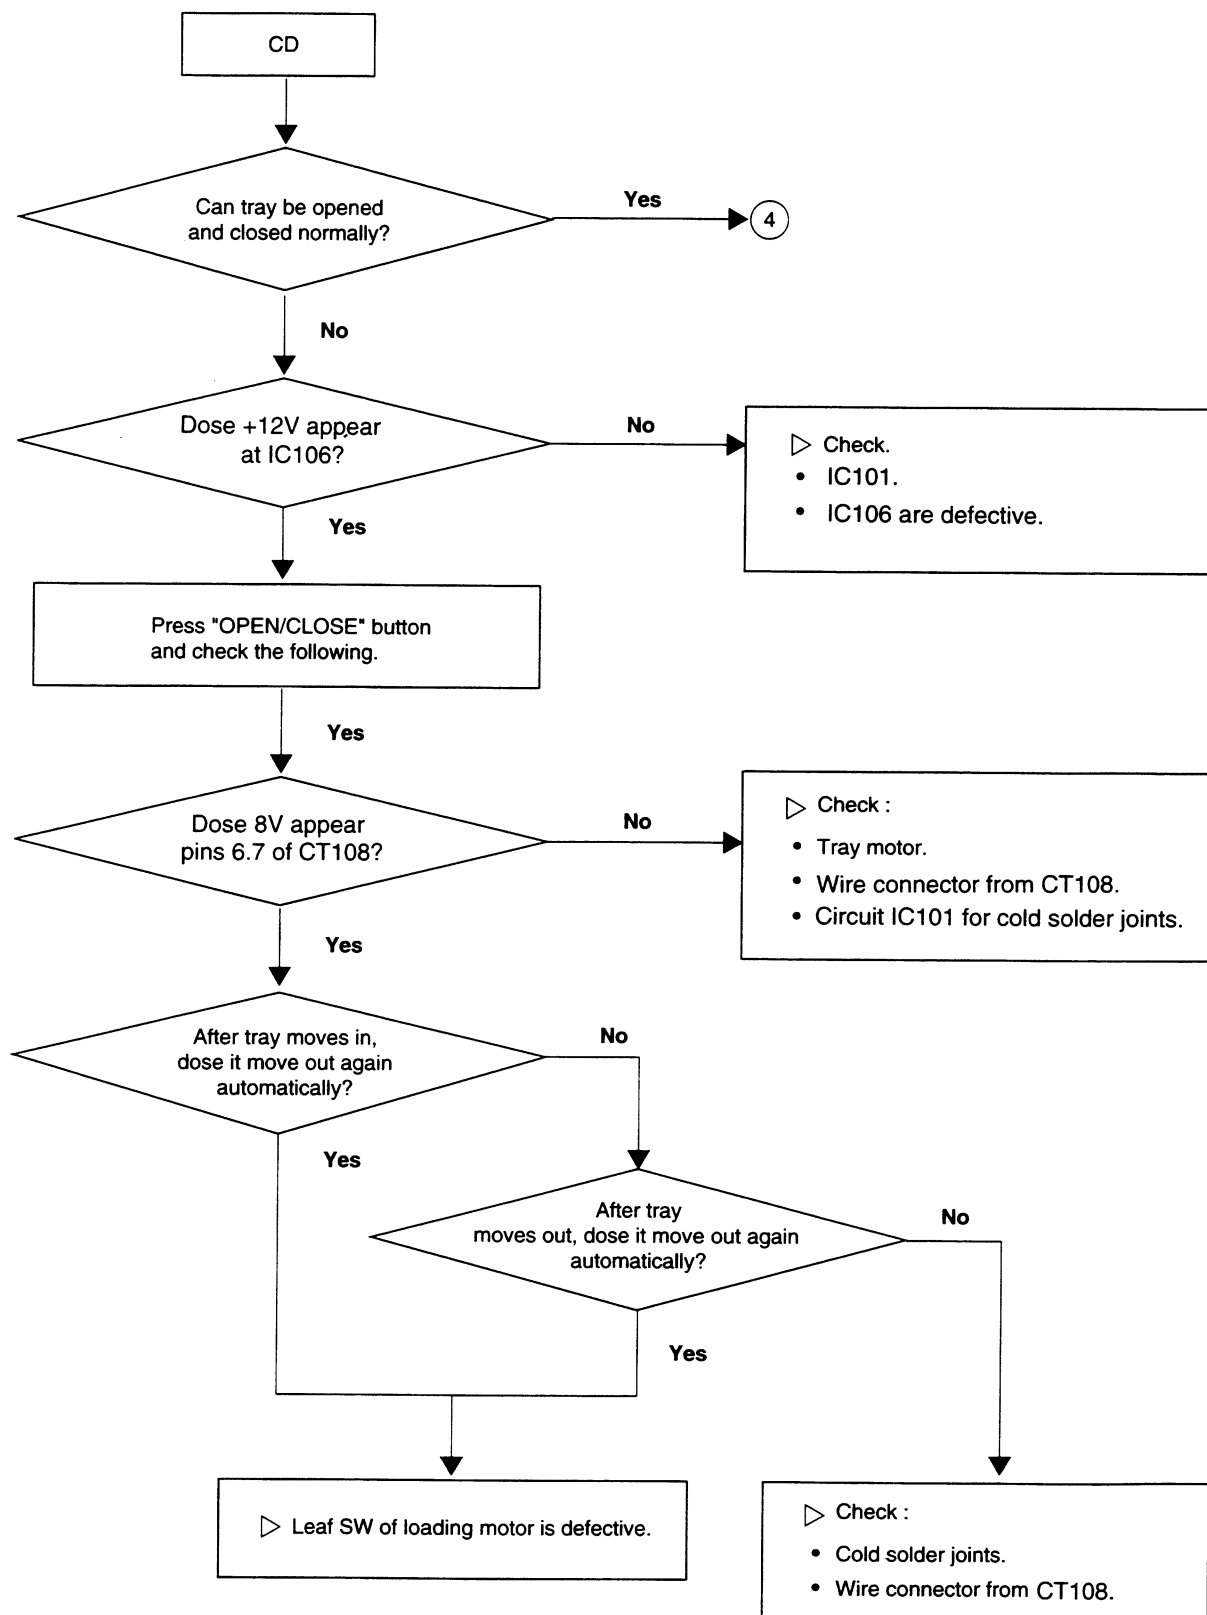 CD
Can tray be opened
and closed normally?
Yes
4
No
Dose +12V appear
at IC106?
No
▷ Check.
• IC101.
• IC106 are defective.
Yes
Press "OPEN/CLOSE" button
and check the following.
Yes
Dose 8V appear
pins 6.7 of CT108?
No
▷ Check :
• Tray motor.
• Wire connector from CT108.
• Circuit IC101 for cold solder joints.
Yes
After tray moves in,
dose it move out again
automatically?
No
Yes
After tray
moves out, dose it move out again
automatically?
No
Yes
▷ Leaf SW of loading motor is defective.
▷ Check :
• Cold solder joints.
• Wire connector from CT108.